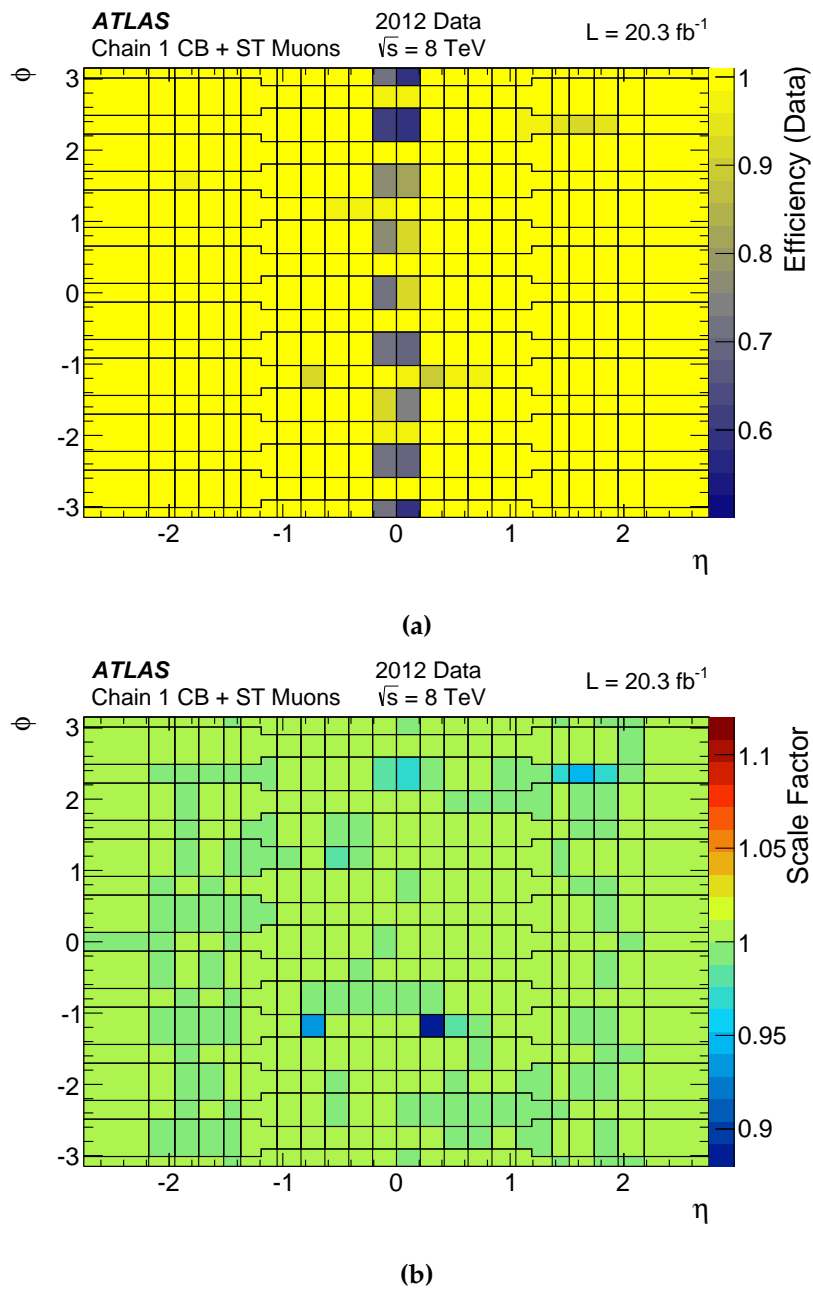 ATLAS 2012 Data L = 20.3 fb⁻¹
Chain 1 CB + ST Muons √s = 8 TeV
ϕ
3
2
1
0
-1
-2
-3
-2 -1 0 1 2
η
1
0.9
0.8
0.7
0.6
Efficiency (Data)
(a)
ATLAS 2012 Data L = 20.3 fb⁻¹
Chain 1 CB + ST Muons √s = 8 TeV
ϕ
3
2
1
0
-1
-2
-3
-2 -1 0 1 2
η
1.1
1.05
1
0.95
0.9
Scale Factor
(b)